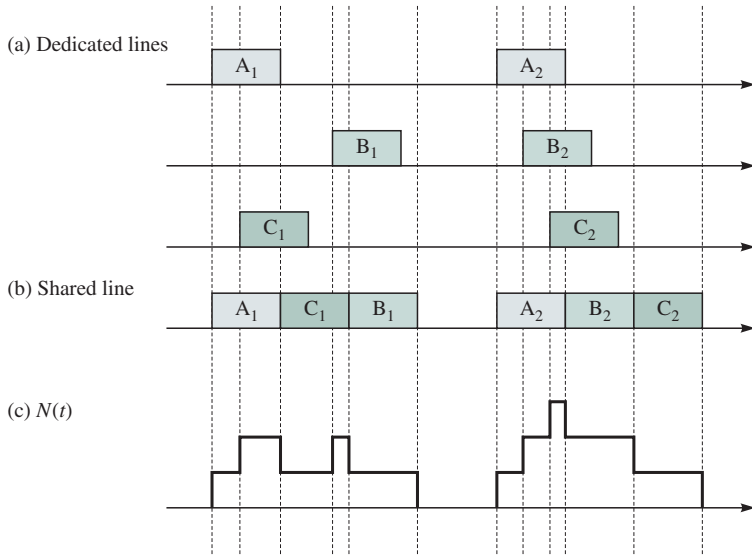 (a) Dedicated lines
A₁ A₂
B₁ B₂
C₁ C₂
(b) Shared line
A₁ C₁ B₁ A₂ B₂ C₂
(c) N(t)